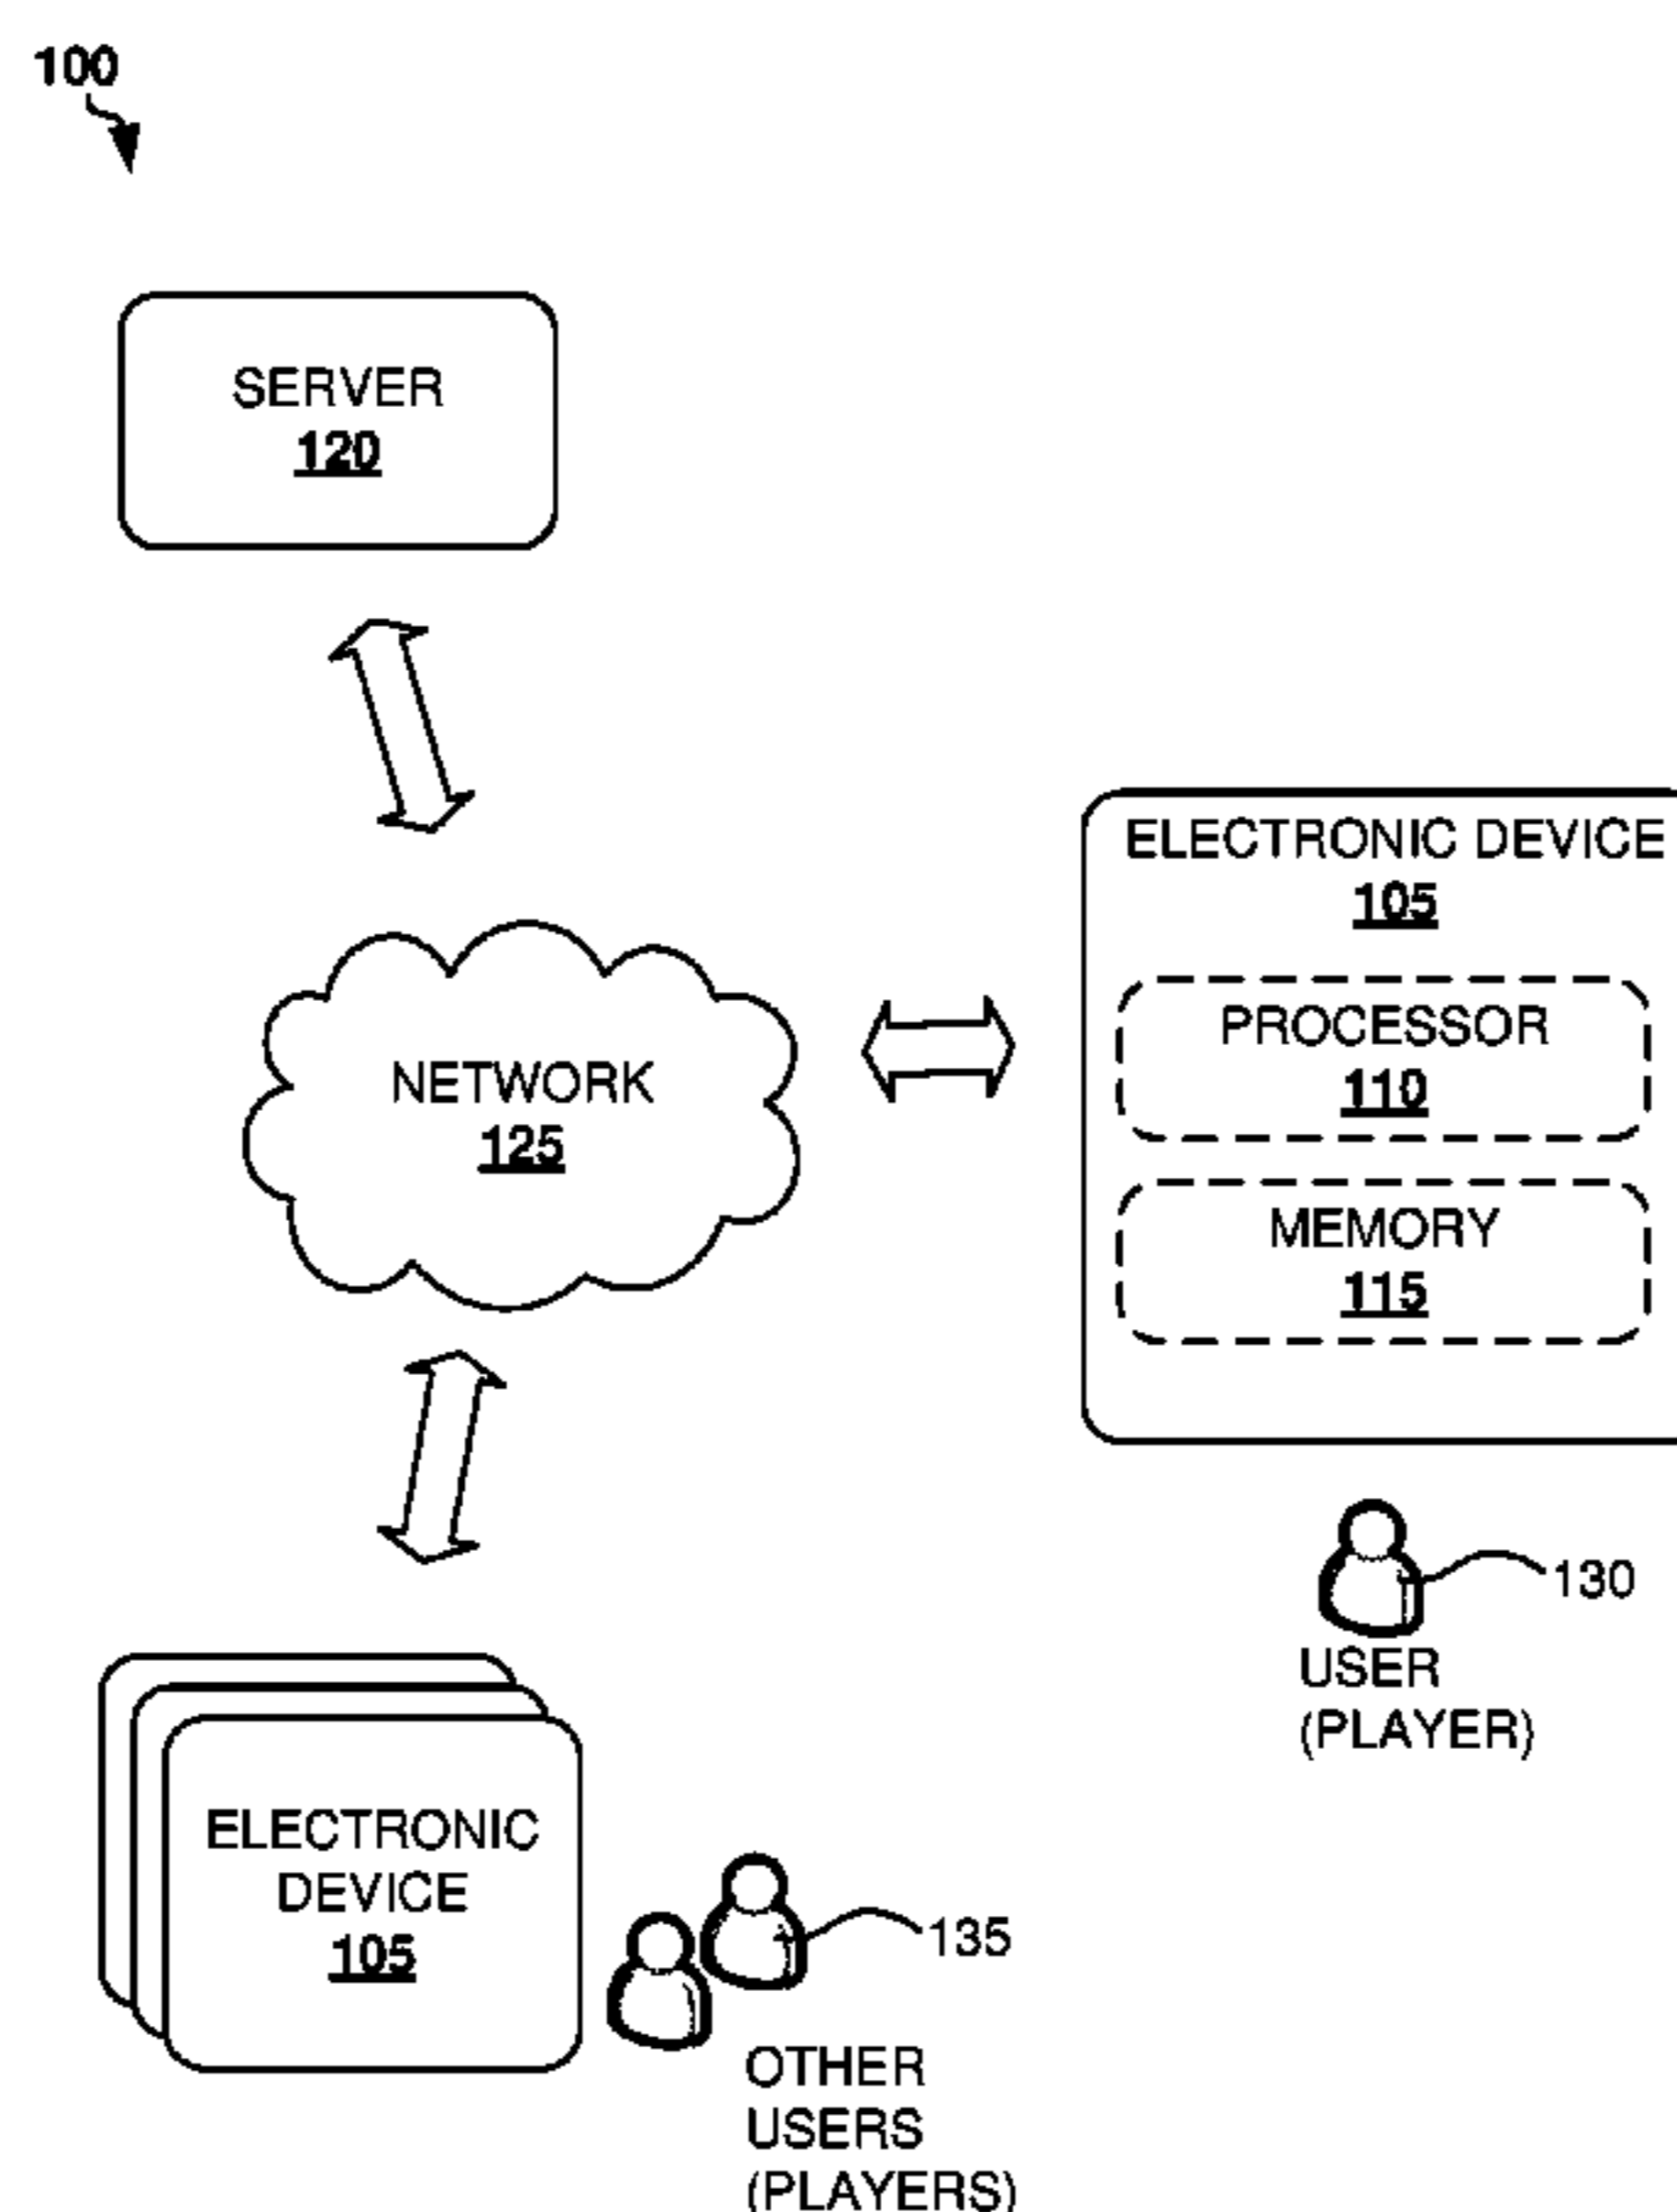 100
SERVER
120
ELECTRONIC DEVICE
105
PROCESSOR
110
NETWORK
125
MEMORY
115
130
USER
(PLAYER)
ELECTRONIC
DEVICE
105
135
OTHER
USERS
(PLAYERS)